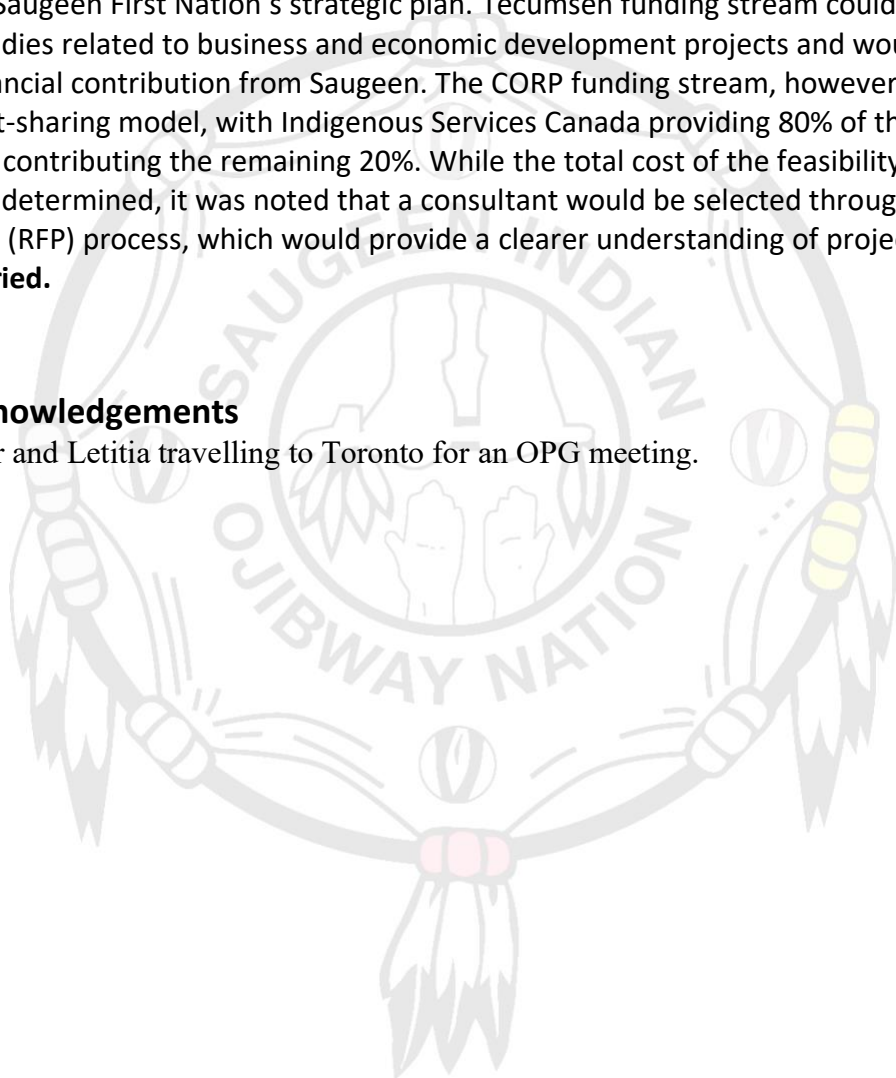 Saugeen First Nation's strategic plan. Tecumseh funding stream could
dies related to business and economic development projects and wou
ncial contribution from Saugeen. The CORP funding stream, however
t-sharing model, with Indigenous Services Canada providing 80% of th
contributing the remaining 20%. While the total cost of the feasibility
determined, it was noted that a consultant would be selected throug
(RFP) process, which would provide a clearer understanding of proje
ried.
nowledgements
r and Letitia travelling to Toronto for an OPG meeting.
SAUGEEN INDIAN
OJIBWAY NATION